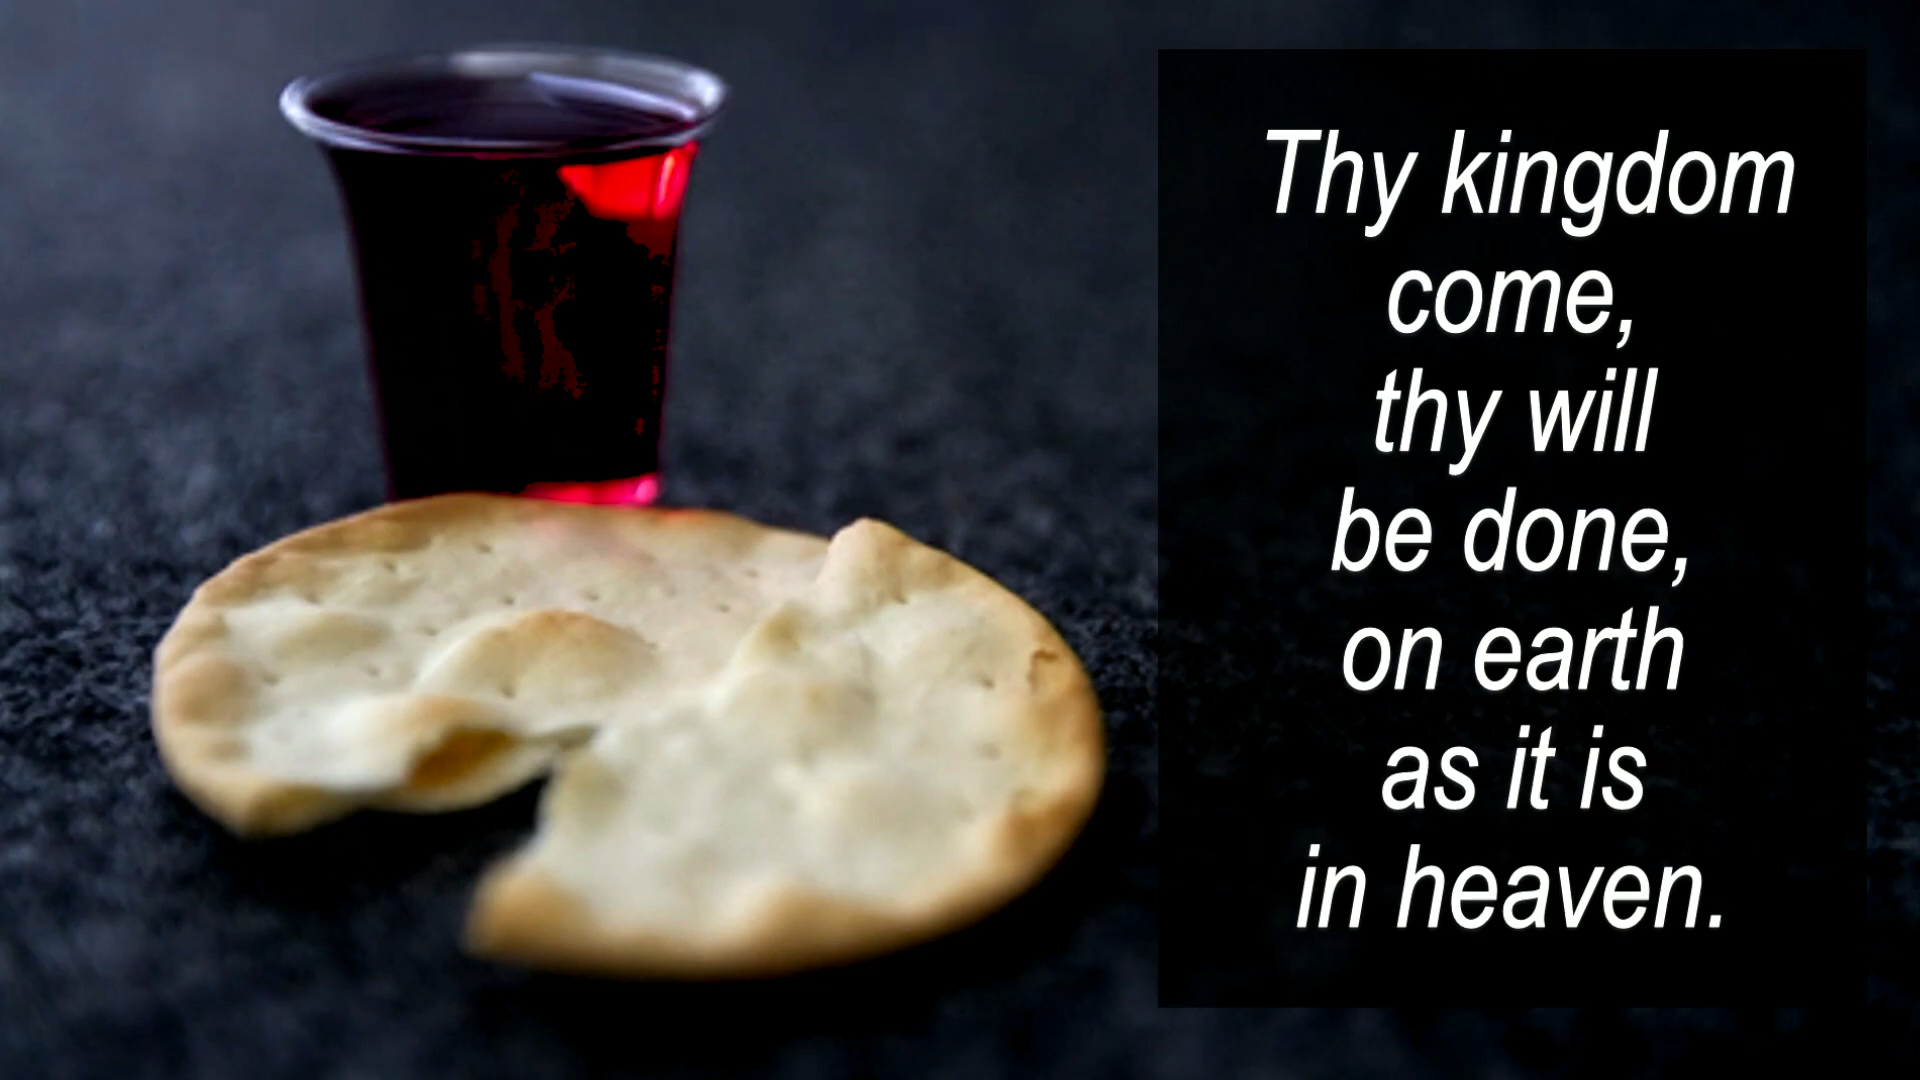 Thy kingdom
come,
thy will
be done,
on earth
as it is
in heaven.